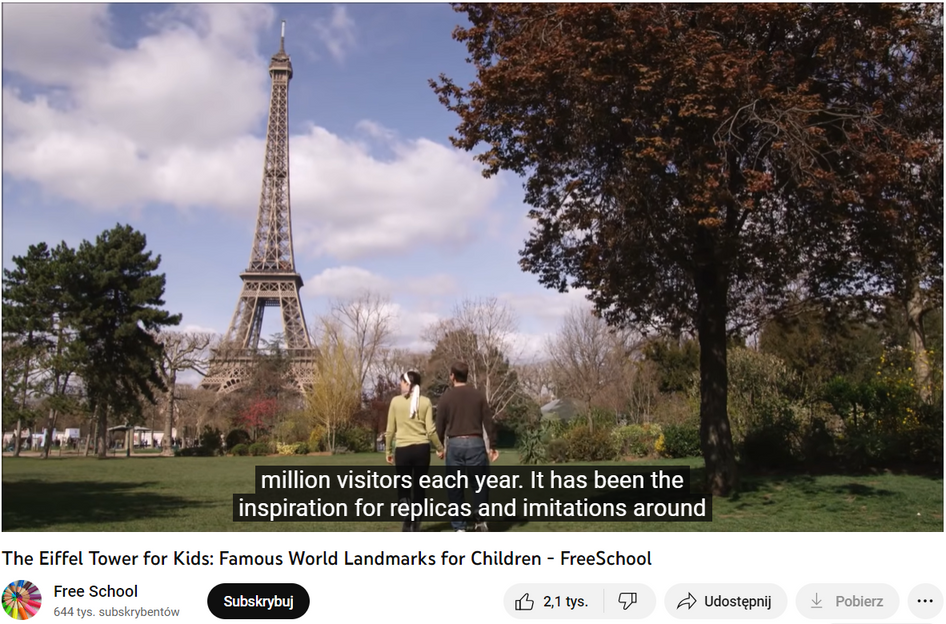 million visitors each year. It has been the
inspiration for replicas and imitations around
The Eiffel Tower for Kids: Famous World Landmarks for Children - FreeSchool
Free School
644 tys. subskrybentów
Subskrybuj
2,1 tys.
Udostępnij
Pobierz